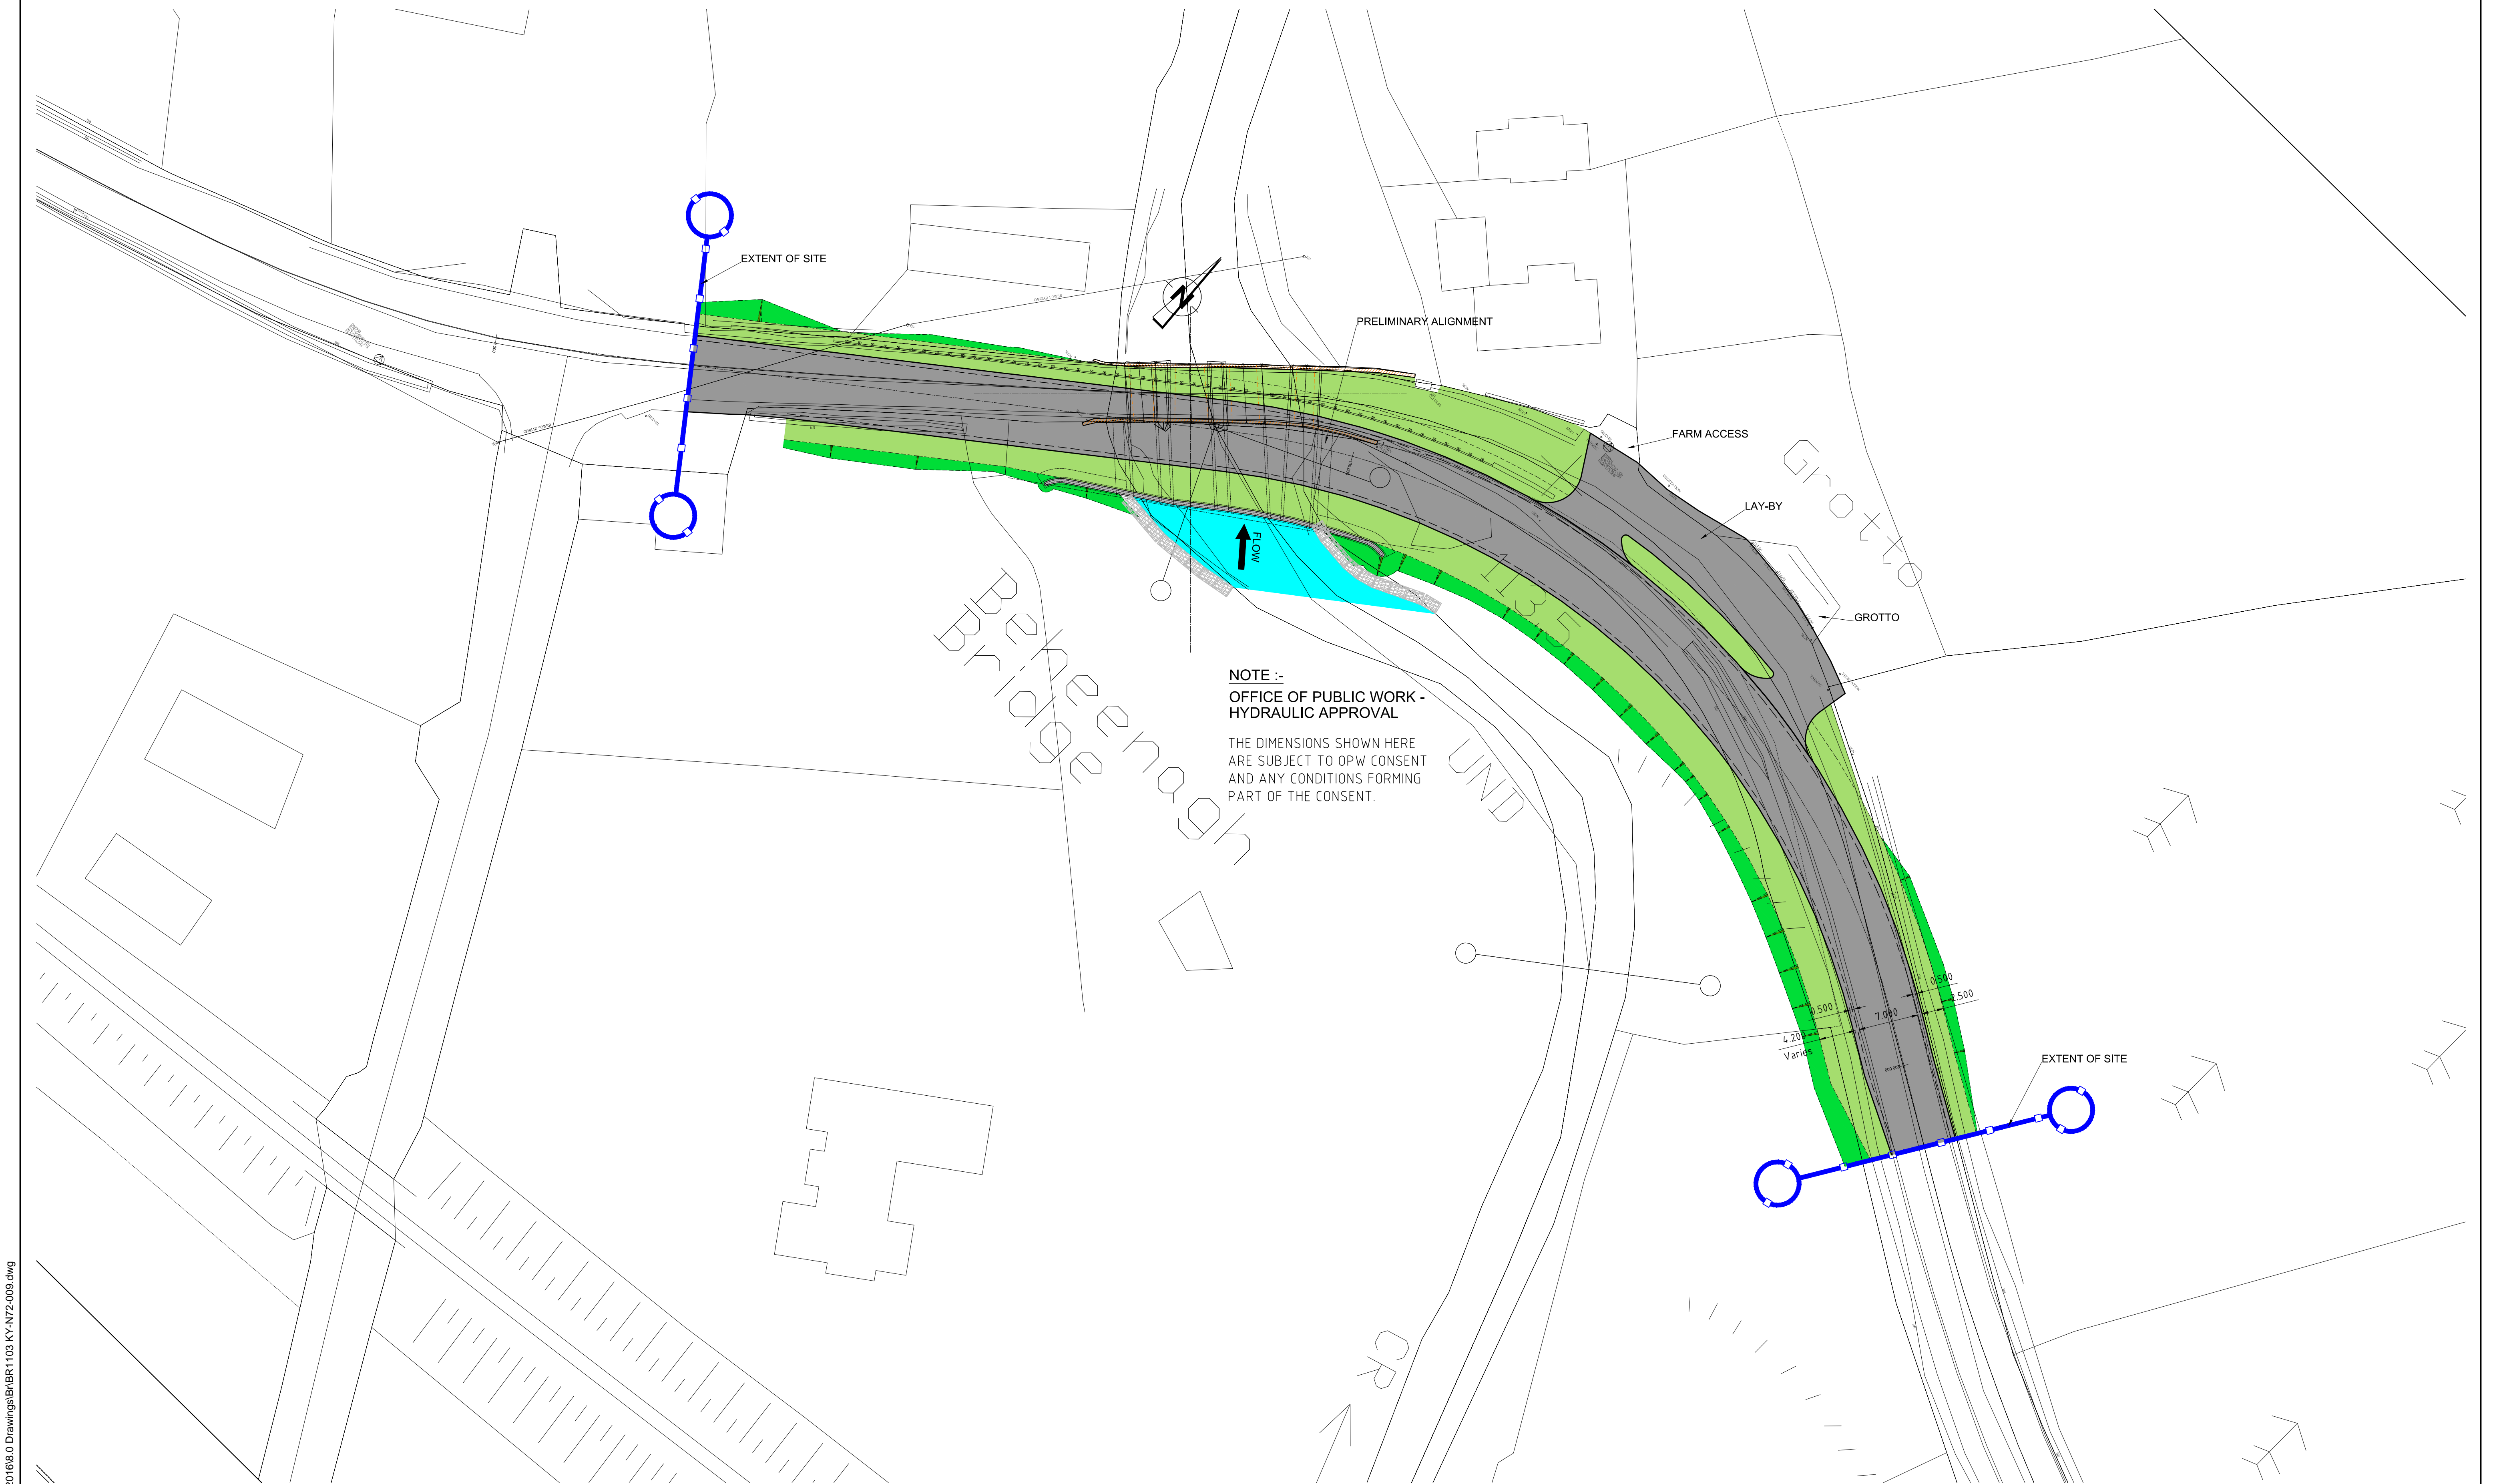 EXTENT OF SITE
N
PRELIMINARY ALIGNMENT
FARM ACCESS
LAY-BY
Grotto
GROTTO
FLOW
113.5
Beheenagh
Bridge
NOTE :-
OFFICE OF PUBLIC WORK -
HYDRAULIC APPROVAL
THE DIMENSIONS SHOWN HERE
ARE SUBJECT TO OPW CONSENT
AND ANY CONDITIONS FORMING
PART OF THE CONSENT.
UND
0.500
2.500
0.500
7.000
4.200
Varies
EXTENT OF SITE
CR
2016\8.0 Drawings\Br\BR1103 KY-N72-009.dwg